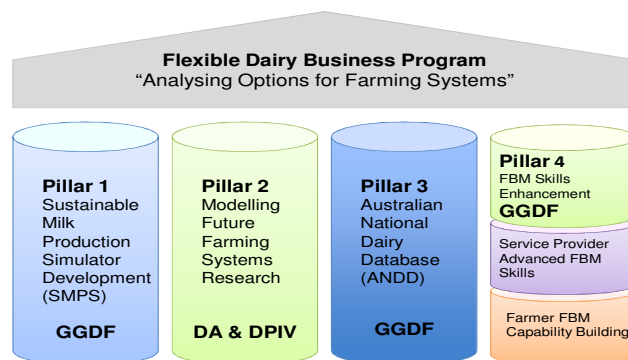 Flexible Dairy Business Program
“Analysing Options for Farming Systems”
Pillar 1
Sustainable
Milk
Production
Simulator
Development
(SMPS)
GGDF
Pillar 2
Modelling
Future
Farming
Systems
Research
DA & DPIV
Pillar 3
Australian
National
Dairy
Database
(ANDD)
GGDF
Pillar 4
FBM Skills
Enhancement
GGDF
Service Provider
Advanced FBM
Skills
Farmer FBM
Capability Building